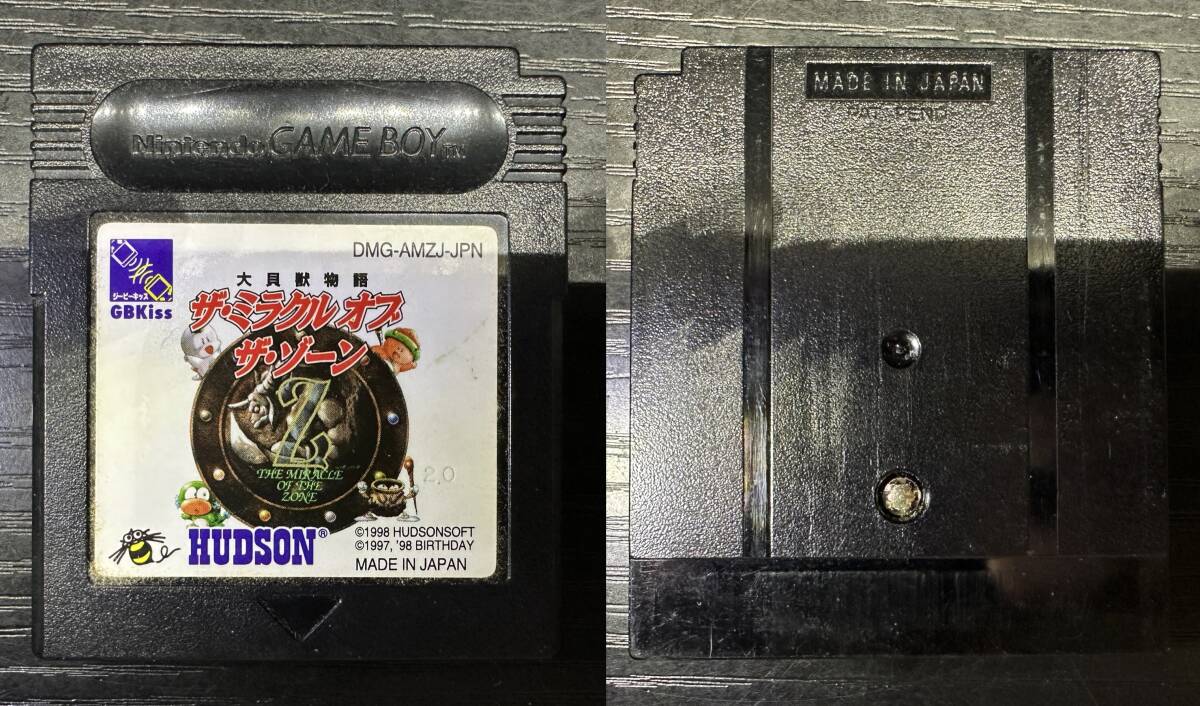 Nintendo GAME BOY TM
DMG-AMZJ-JPN
ジービーキッス
GBKiss
大貝獣物語
ザ・ミラクル オブ
ザ・ゾーン
Z
THE MIRACLE
OF THE
ZONE
20
HUDSON®
©1998 HUDSONSOFT
©1997, '98 BIRTHDAY
MADE IN JAPAN
MADE IN JAPAN
PAT. PEND.